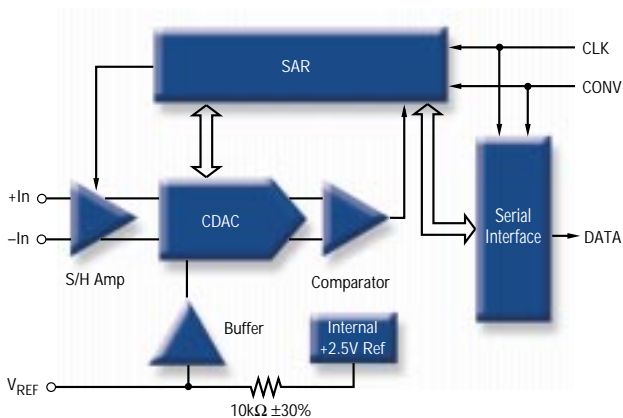 SAR
CLK
CONV
+In
–In
CDAC
S/H Amp
Comparator
Serial
Interface
DATA
Buffer
Internal
+2.5V Ref
VREF
10kΩ ±30%